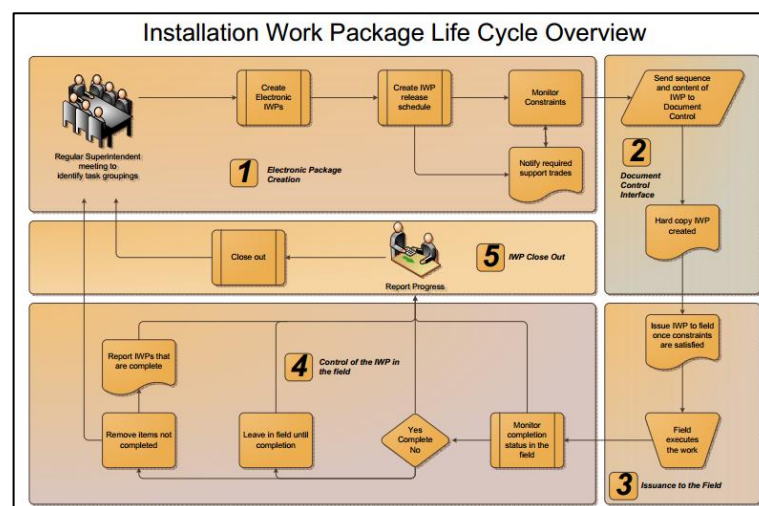 Installation Work Package Life Cycle Overview
Regular Superintendent
meeting to
identify task groupings
Create
Electronic
IWPs
Create IWP
release
schedule
Monitor
Constraints
Notify required
support trades
1
Electronic Package
Creation
Send sequence
and content of
IWP to
Document
Control
2
Document
Control
Interface
Hard copy IWP
created
Close out
Report Progress
5
IWP Close Out
Issue IWP to field
once constraints
are satisfied
Field
executes
the work
3
Issuance to the Field
4
Control of the IWP in
the field
Report IWPs that
are complete
Remove items not
completed
Leave in field until
completion
Yes
Complete
No
Monitor
completion
status in the
field